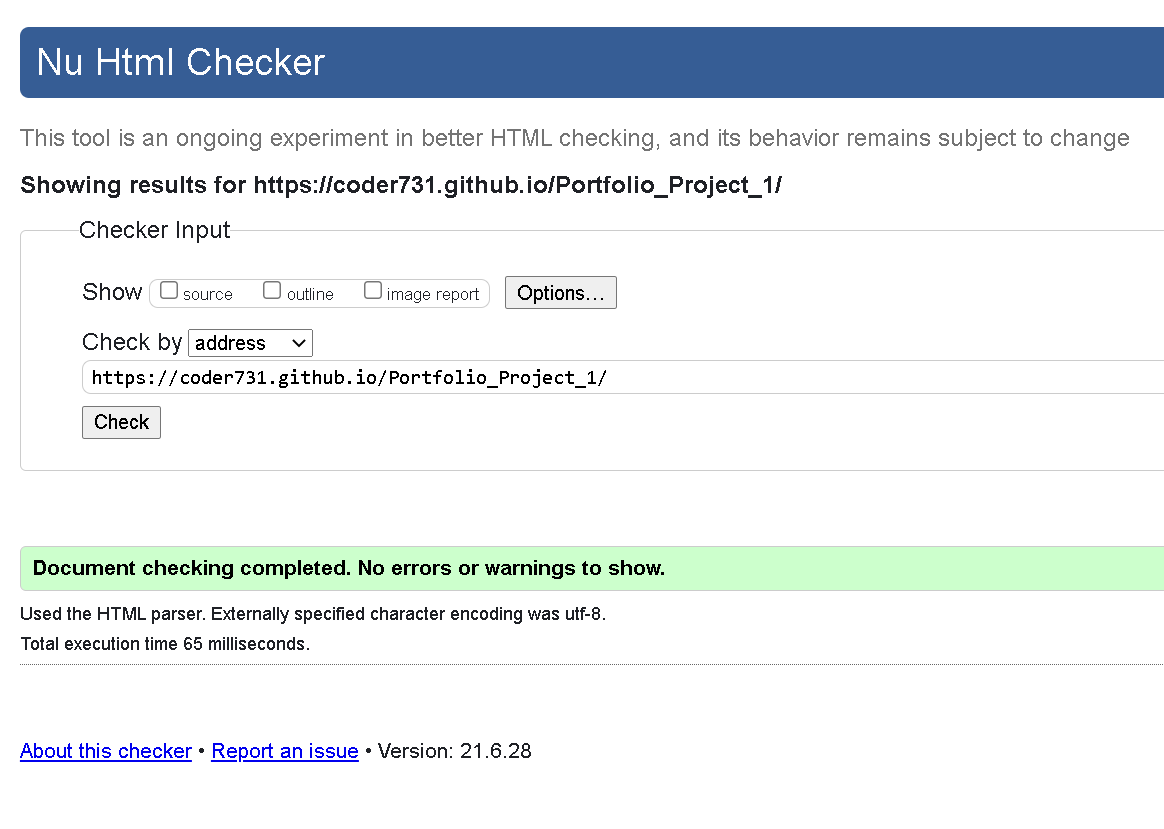 Nu Html Checker
This tool is an ongoing experiment in better HTML checking, and its behavior remains subject to change
Showing results for https://coder731.github.io/Portfolio_Project_1/
Checker Input
Show source outline image report Options...
Check by address
https://coder731.github.io/Portfolio_Project_1/
Check
Document checking completed. No errors or warnings to show.
Used the HTML parser. Externally specified character encoding was utf-8.
Total execution time 65 milliseconds.
About this checker • Report an issue • Version: 21.6.28